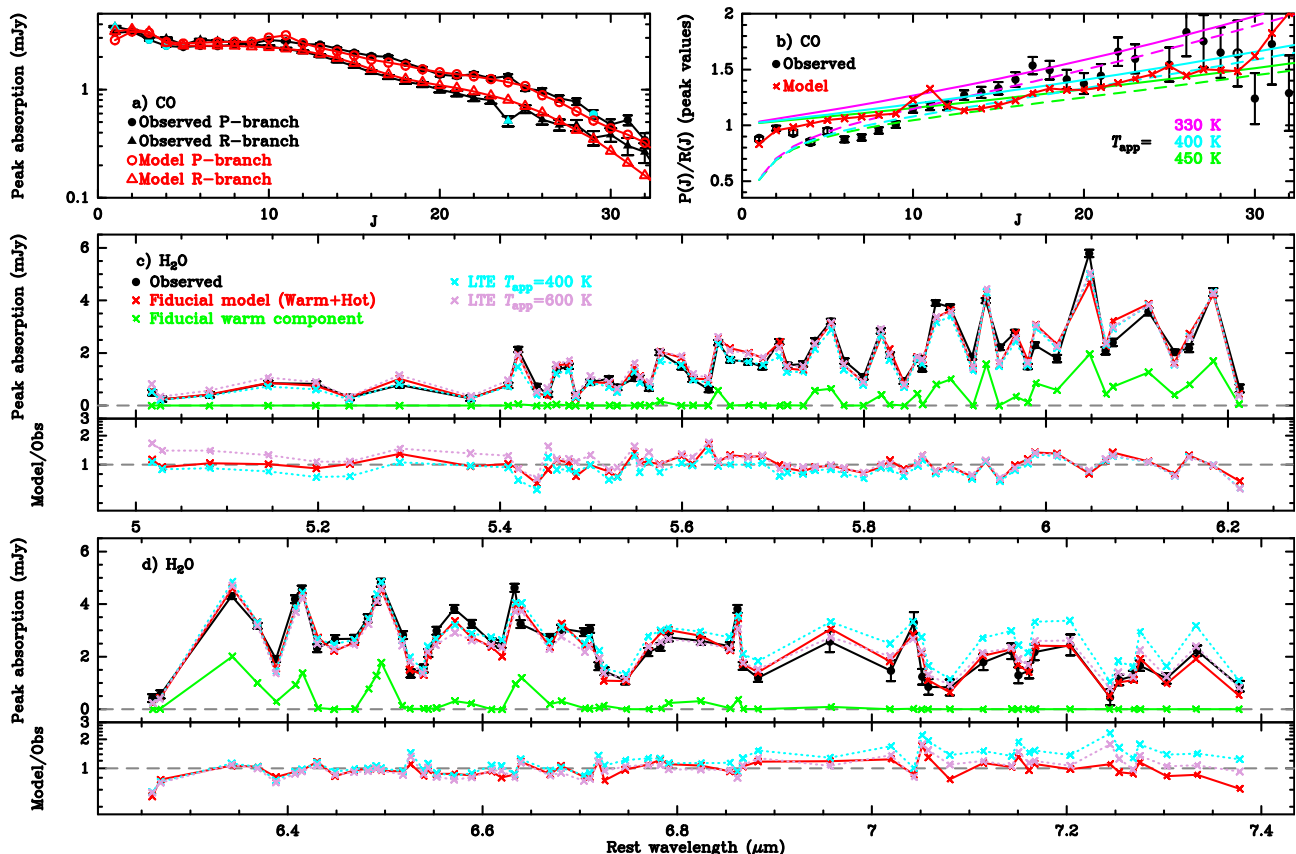 Peak absorption (mJy)
1
0.1
a) CO
Observed P-branch
Observed R-branch
Model P-branch
Model R-branch
0 10 20 30
J
P(J)/R(J) (peak values)
2
1.5
1
0.5
b) CO
Observed
Model
T_app=
330 K
400 K
450 K
0 10 20 30
J
Peak absorption (mJy)
6
4
2
0
c) H₂O
Observed
Fiducial model (Warm+Hot)
Fiducial warm component
LTE T_app=400 K
LTE T_app=600 K
Model/Obs
3
2
1
5 5.2 5.4 5.6 5.8 6 6.2
Peak absorption (mJy)
6
4
2
0
d) H₂O
Model/Obs
3
2
1
6.4 6.6 6.8 7 7.2 7.4
Rest wavelength (μm)